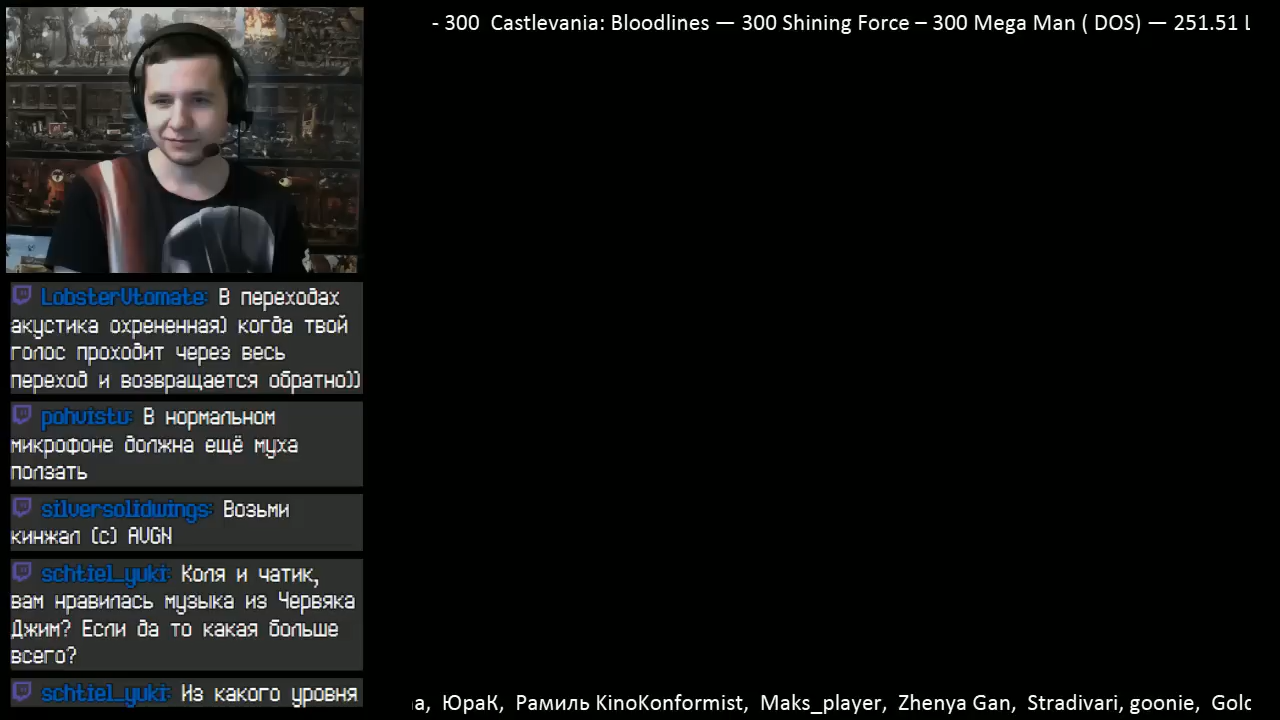 - 300 Castlevania: Bloodlines — 300 Shining Force – 300 Mega Man ( DOS) — 251.51
LobsterUtomate: В переходах
акустика охрененная) когда твой
голос проходит через весь
переход и возвращается обратно))
pohvistu: В нормальном
микрофоне должна ещё муха
ползать
silversolidwings: Возьми
кинжал (c) AVGN
schtiel_yuki: Коля и чатик,
вам нравилась музыка из Червяка
Джим? Если да то какая больше
всего?
schtiel_yuki: Из какого уровня
ЮраК, Рамиль KinoKonformist, Maks_player, Zhenya Gan, Stradivari, goonie,